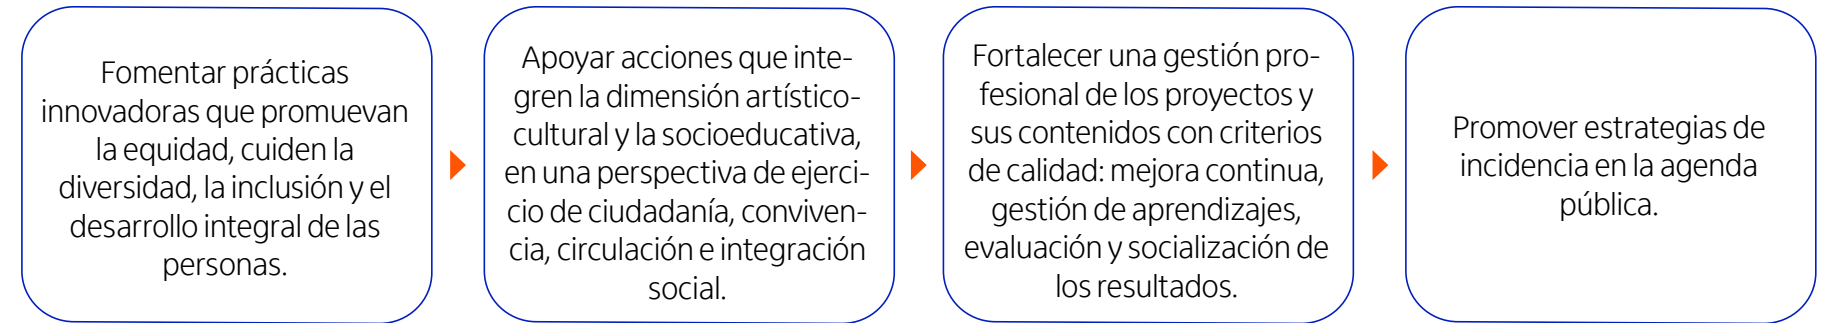 Fomentar prácticas
innovadoras que promuevan
la equidad, cuiden la
diversidad, la inclusión y el
desarrollo integral de las
personas.
Apoyar acciones que inte-
gren la dimensión artístico-
cultural y la socioeducativa,
en una perspectiva de ejerci-
cio de ciudadanía, conviven-
cia, circulación e integración
social.
Fortalecer una gestión pro-
fesional de los proyectos y
sus contenidos con criterios
de calidad: mejora continua,
gestión de aprendizajes,
evaluación y socialización de
los resultados.
Promover estrategias de
incidencia en la agenda
pública.